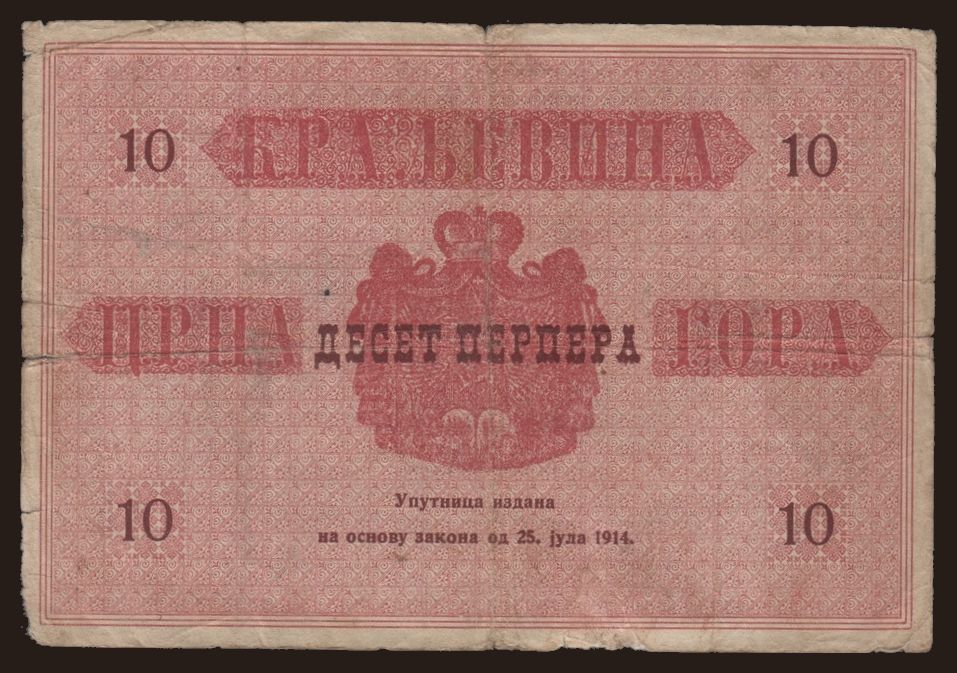 КРАЉЕВИНА
10 10
ЦРНА ДЕСЕТ ПЕРПЕРА ГОРА
Упутница издана
на основу закона од 25. јула 1914.
10 10